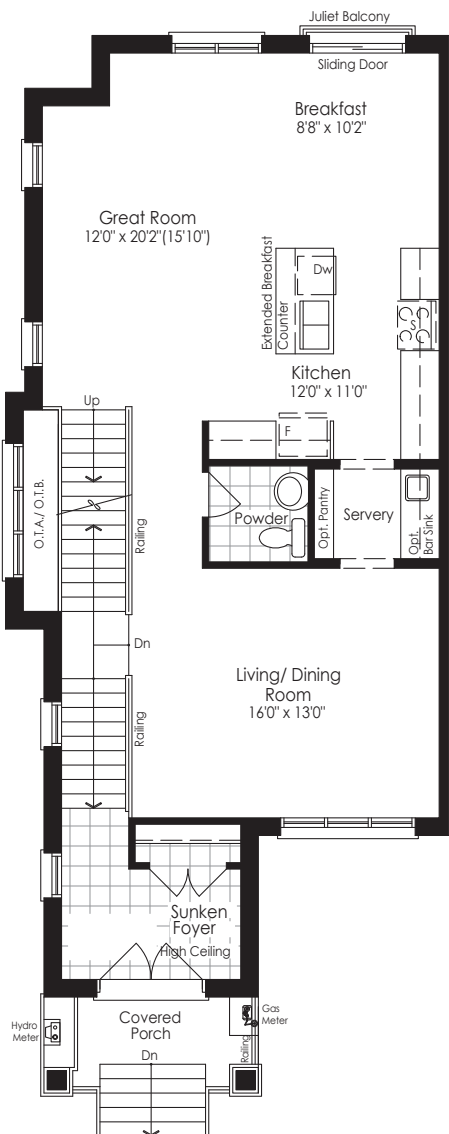 Juliet Balcony
Sliding Door
Breakfast
8'8" x 10'2"
Great Room
12'0" x 20'2"(15'10")
Extended Breakfast
Counter
Dw
S
Kitchen
12'0" x 11'0"
F
Up
O.T.A./ O.T.B.
Railing
Powder
Opt. Pantry
Servery
Opt.
Bar Sink
Dn
Railing
Living/ Dining
Room
16'0" x 13'0"
Sunken
Foyer
High Ceiling
Hydro
Meter
Covered
Porch
Gas
Meter
Railing
Dn